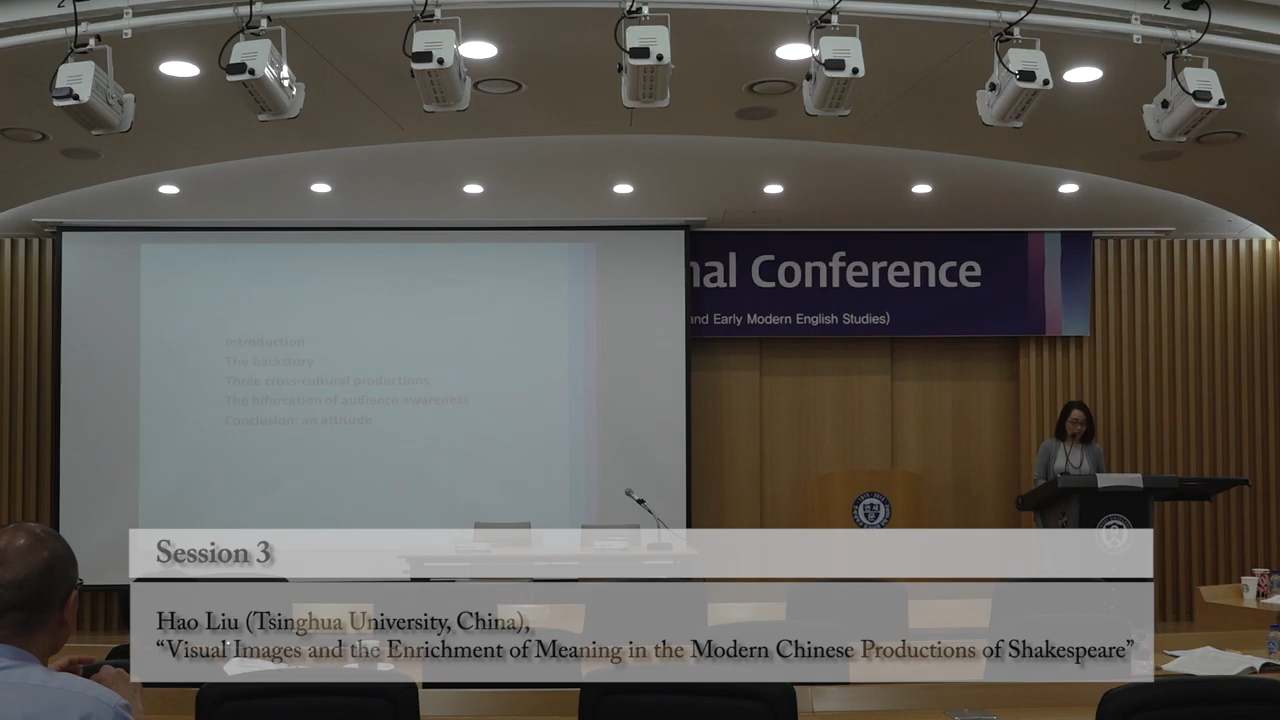 nal Conference
and Early Modern English Studies)
Introduction
The backstory
Three cross-cultural productions
The bifurcation of audience awareness
Conclusion: an attitude
Session 3
Hao Liu (Tsinghua University, China),
“Visual Images and the Enrichment of Meaning in the Modern Chinese Productions of Shakespeare”